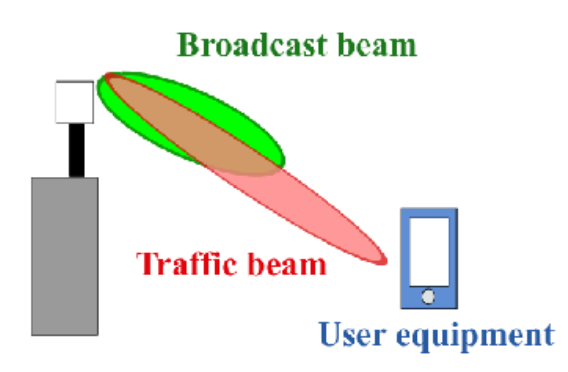 Broadcast beam
Traffic beam
User equipment